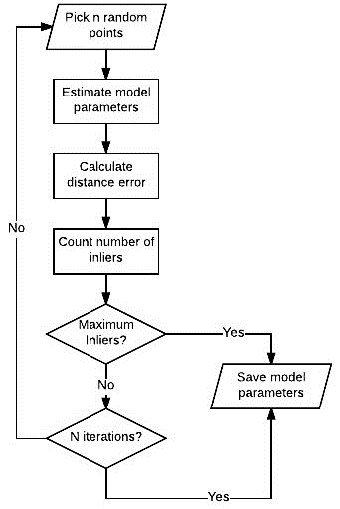 Pick n random
points
Estimate model
parameters
Calculate
distance error
No
Count number of
inliers
Maximum
Inliers?
Yes
Save model
parameters
No
N iterations?
Yes